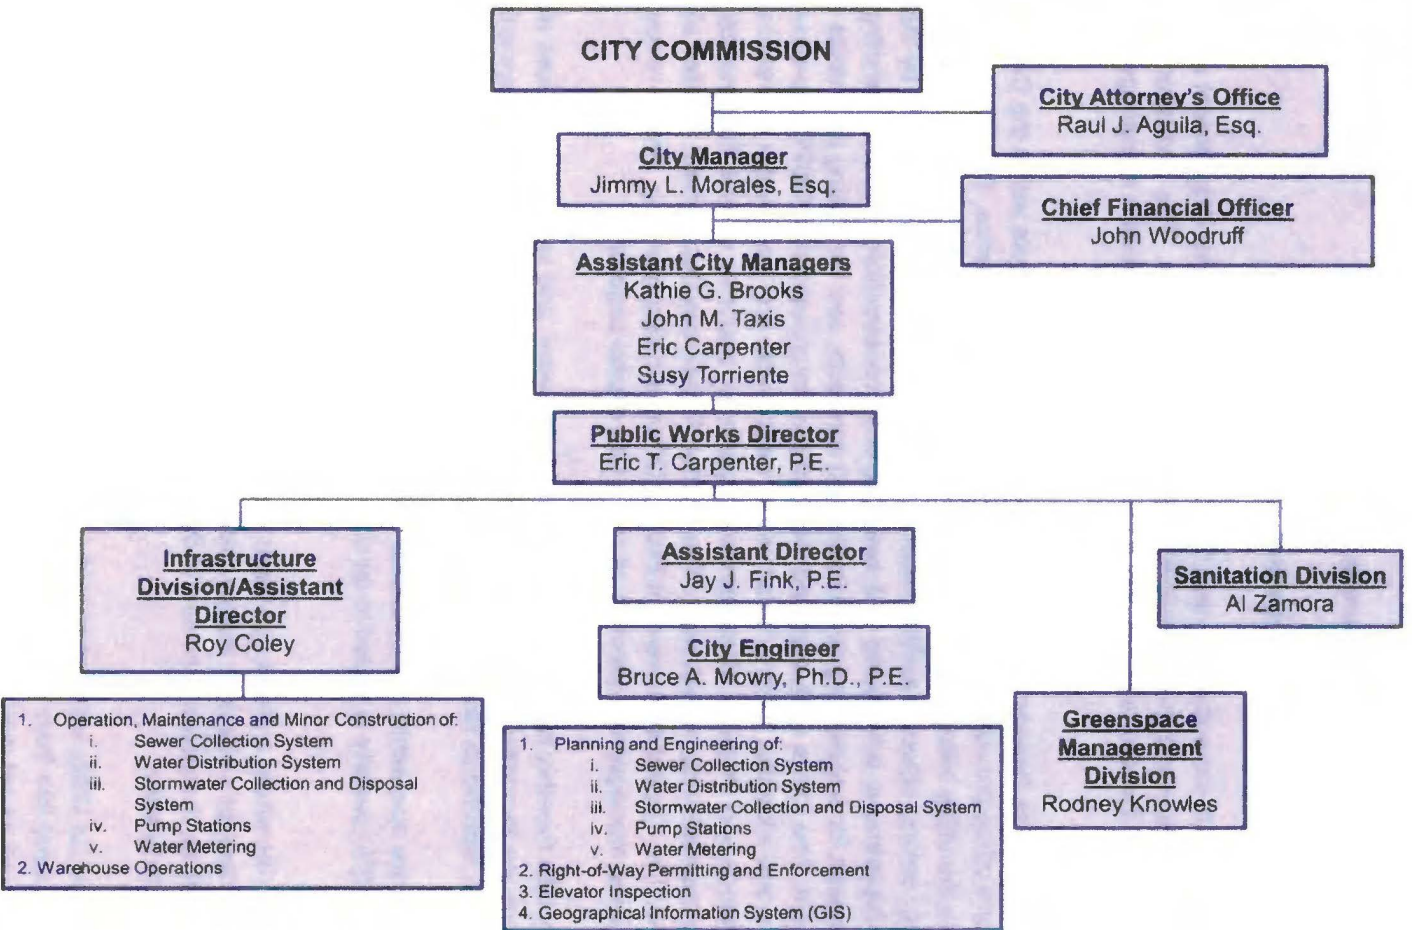 CITY COMMISSION
City Attorney's Office
Raul J. Aguila, Esq.
City Manager
Jimmy L. Morales, Esq.
Chief Financial Officer
John Woodruff
Assistant City Managers
Kathie G. Brooks
John M. Taxis
Eric Carpenter
Susy Torriente
Public Works Director
Eric T. Carpenter, P.E.
Infrastructure
Division/Assistant
Director
Roy Coley
1. Operation, Maintenance and Minor Construction of:
i. Sewer Collection System
ii. Water Distribution System
iii. Stormwater Collection and Disposal
System
iv. Pump Stations
v. Water Metering
2. Warehouse Operations
Assistant Director
Jay J. Fink, P.E.
City Engineer
Bruce A. Mowry, Ph.D., P.E.
1. Planning and Engineering of:
i. Sewer Collection System
ii. Water Distribution System
iii. Stormwater Collection and Disposal System
iv. Pump Stations
v. Water Metering
2. Right-of-Way Permitting and Enforcement
3. Elevator Inspection
4. Geographical Information System (GIS)
Greenspace
Management
Division
Rodney Knowles
Sanitation Division
Al Zamora